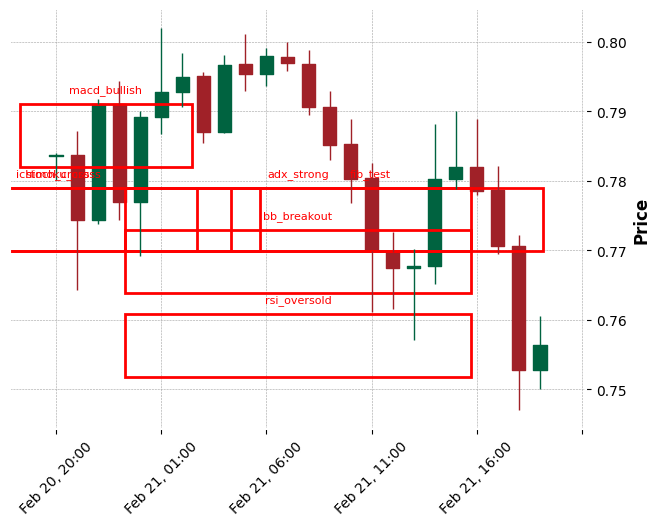 0.80
macd_bullish
0.79
adx_strong
0.78
bb_breakout
Price
0.77
rsi_oversold
0.76
0.75
Feb 20, 20:00
Feb 21, 01:00
Feb 21, 06:00
Feb 21, 11:00
Feb 21, 16:00